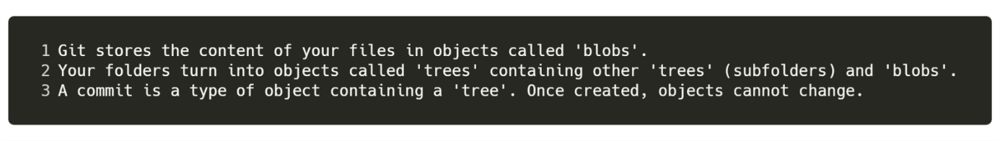 1 Git stores the content of your files in objects called 'blobs'.
2 Your folders turn into objects called 'trees' containing other 'trees' (subfolders) and 'blobs'.
3 A commit is a type of object containing a 'tree'. Once created, objects cannot change.